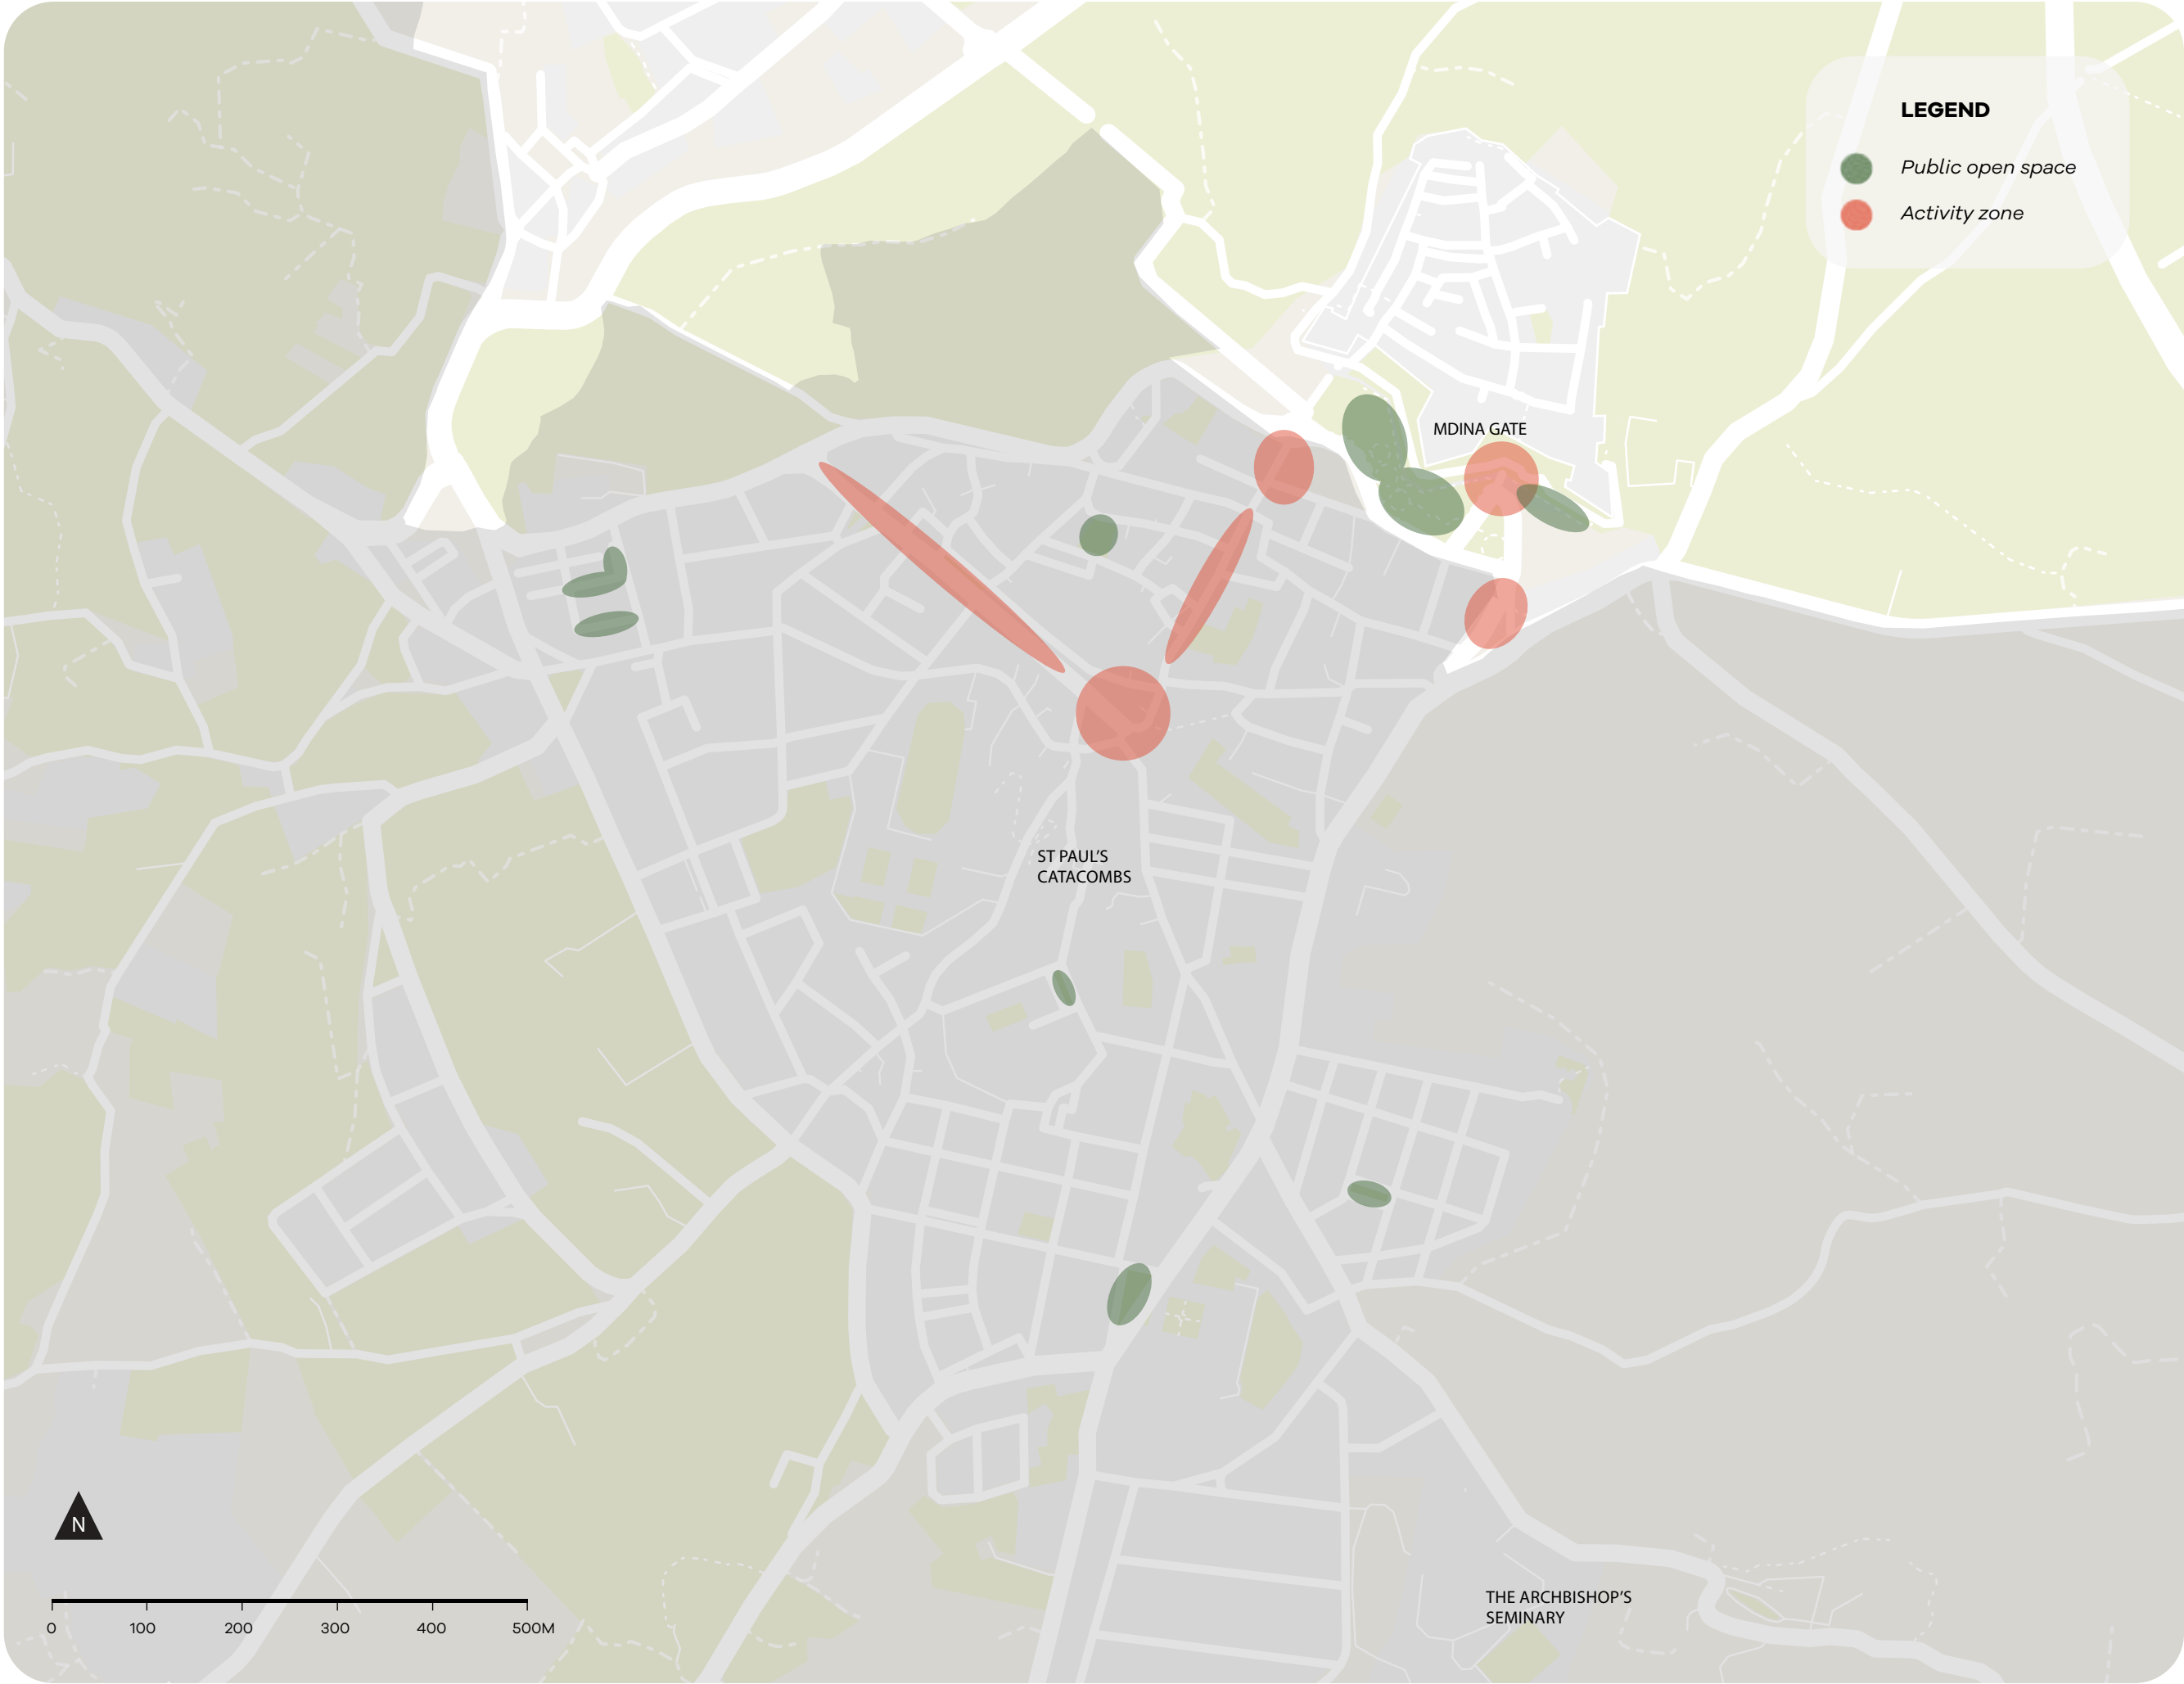 LEGEND
Public open space
Activity zone
MDINA GATE
ST PAUL'S
CATACOMBS
N
0 100 200 300 400 500M
THE ARCHBISHOP'S
SEMINARY